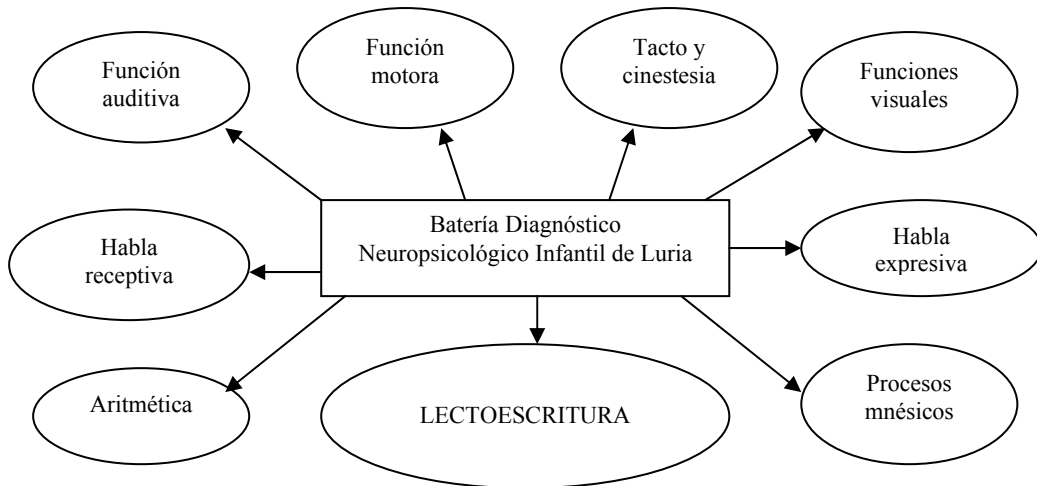 Función
auditiva
Función
motora
Tacto y
cinestesia
Funciones
visuales
Batería Diagnóstico
Neuropsicológico Infantil de Luria
Habla
receptiva
Habla
expresiva
Aritmética
LECTOESCRITURA
Procesos
mnésicos